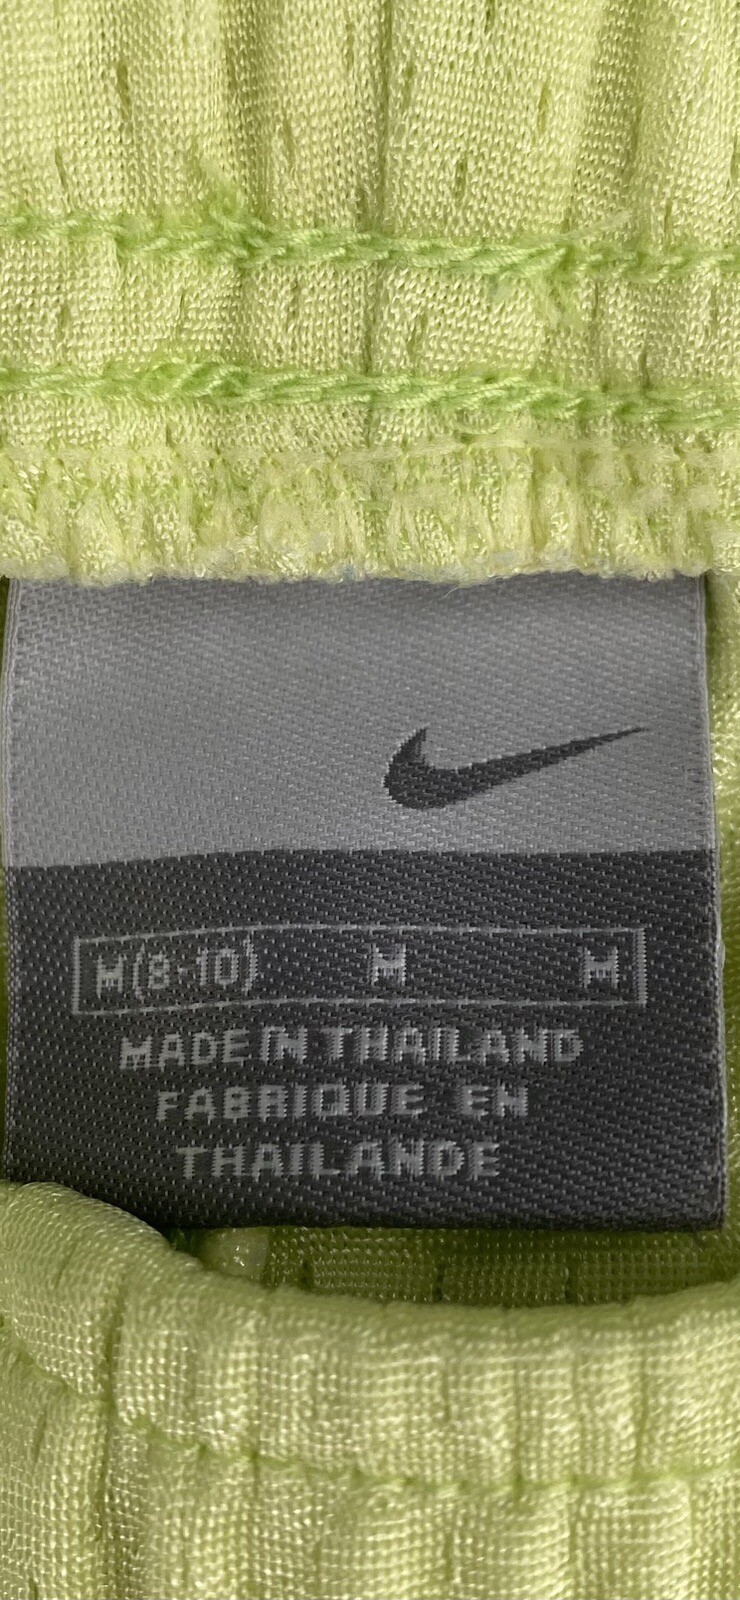 M(8-10) M M
MADE IN THAILAND
FABRIQUE EN
THAILANDE